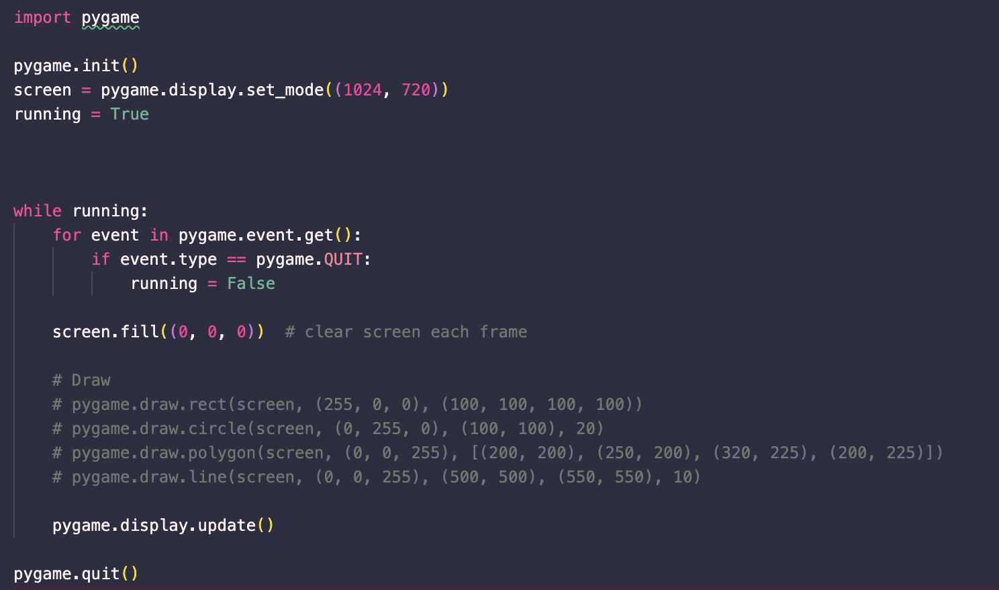 import pygame

pygame.init()
screen = pygame.display.set_mode((1024, 720))
running = True

while running:
    for event in pygame.event.get():
        if event.type == pygame.QUIT:
            running = False

    screen.fill((0, 0, 0))  # clear screen each frame

    # Draw
    # pygame.draw.rect(screen, (255, 0, 0), (100, 100, 100, 100))
    # pygame.draw.circle(screen, (0, 255, 0), (100, 100), 20)
    # pygame.draw.polygon(screen, (0, 0, 255), [(200, 200), (250, 200), (320, 225), (200, 225)])
    # pygame.draw.line(screen, (0, 0, 255), (500, 500), (550, 550), 10)

    pygame.display.update()

pygame.quit()